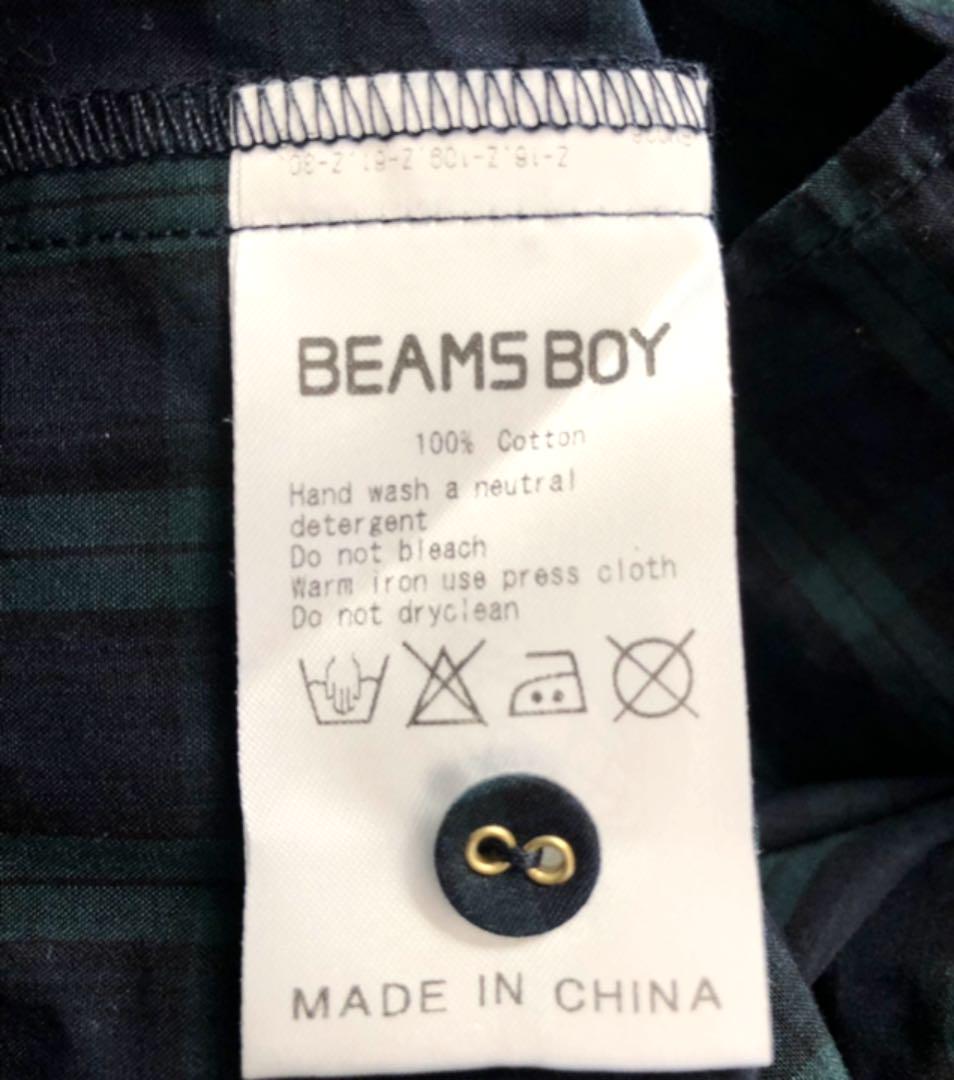 BEAMS BOY
100% Cotton
Hand wash a neutral
detergent
Do not bleach
Warm iron use press cloth
Do not dryclean
MADE IN CHINA